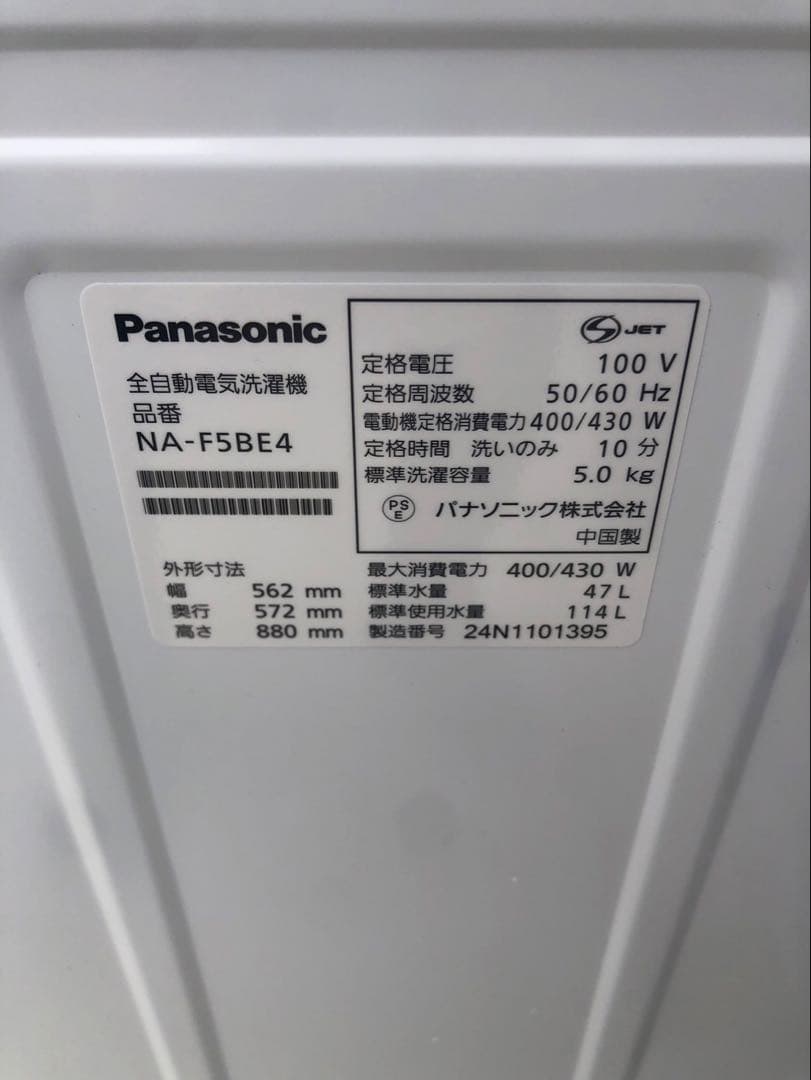 Panasonic
全自動電気洗濯機
品番
NA-F5BE4
JET
定格電圧 100 V
定格周波数 50/60 Hz
電動機定格消費電力 400/430 W
定格時間 洗いのみ 10 分
標準洗濯容量 5.0 kg
PS
E
パナソニック株式会社
中国製
外形寸法
幅 562 mm
奥行 572 mm
高さ 880 mm
最大消費電力 400/430 W
標準水量 47 L
標準使用水量 114 L
製造番号 24N1101395